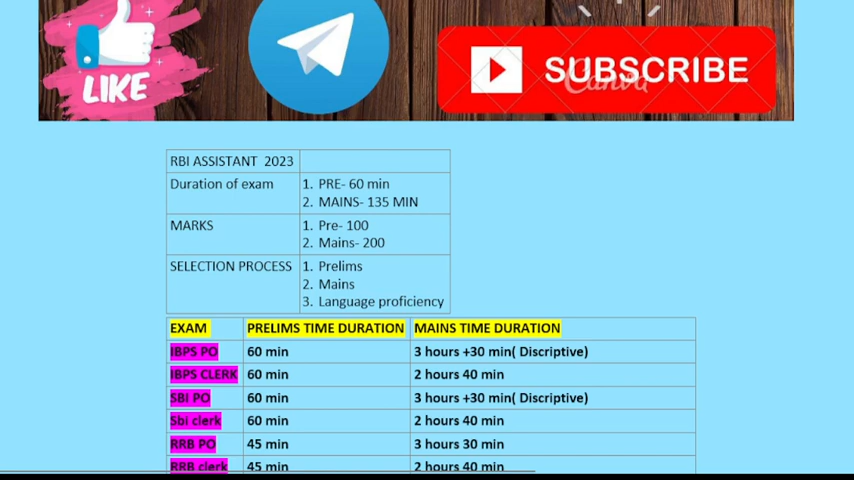 LIKE
SUBSCRIBE
Canva
RBI ASSISTANT 2023
Duration of exam
1. PRE- 60 min
2. MAINS- 135 MIN
MARKS
1. Pre- 100
2. Mains- 200
SELECTION PROCESS
1. Prelims
2. Mains
3. Language proficiency
EXAM PRELIMS TIME DURATION MAINS TIME DURATION
IBPS PO 60 min 3 hours +30 min( Discriptive)
IBPS CLERK 60 min 2 hours 40 min
SBI PO 60 min 3 hours +30 min( Discriptive)
Sbi clerk 60 min 2 hours 40 min
RRB PO 45 min 3 hours 30 min
RRB clerk 45 min 2 hours 40 min